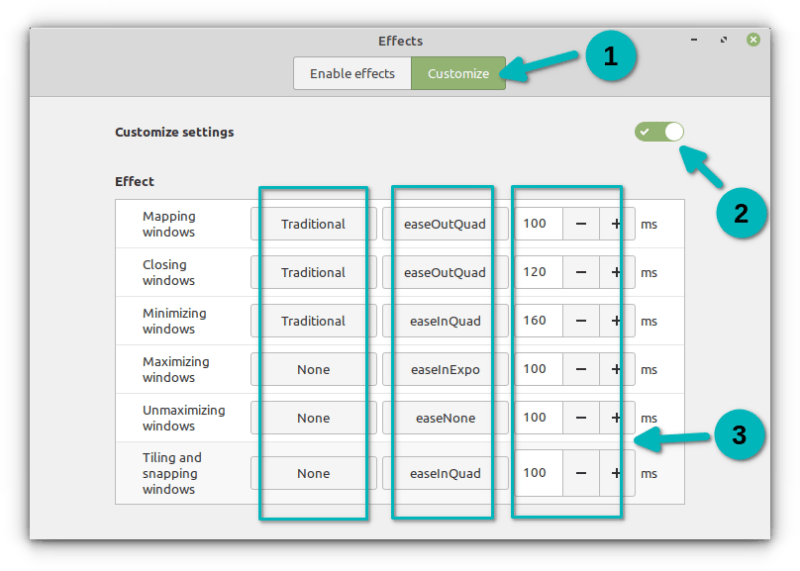 Effects
Enable effects Customize 1
Customize settings
2
Effect
Mapping
windows Traditional easeOutQuad 100 − + ms
Closing
windows Traditional easeOutQuad 120 − + ms
Minimizing
windows Traditional easeInQuad 160 − + ms
Maximizing
windows None easeInExpo 100 − + ms
Unmaximizing
windows None easeNone 100 − + ms
3
Tiling and
snapping
windows None easeInQuad 100 − + ms